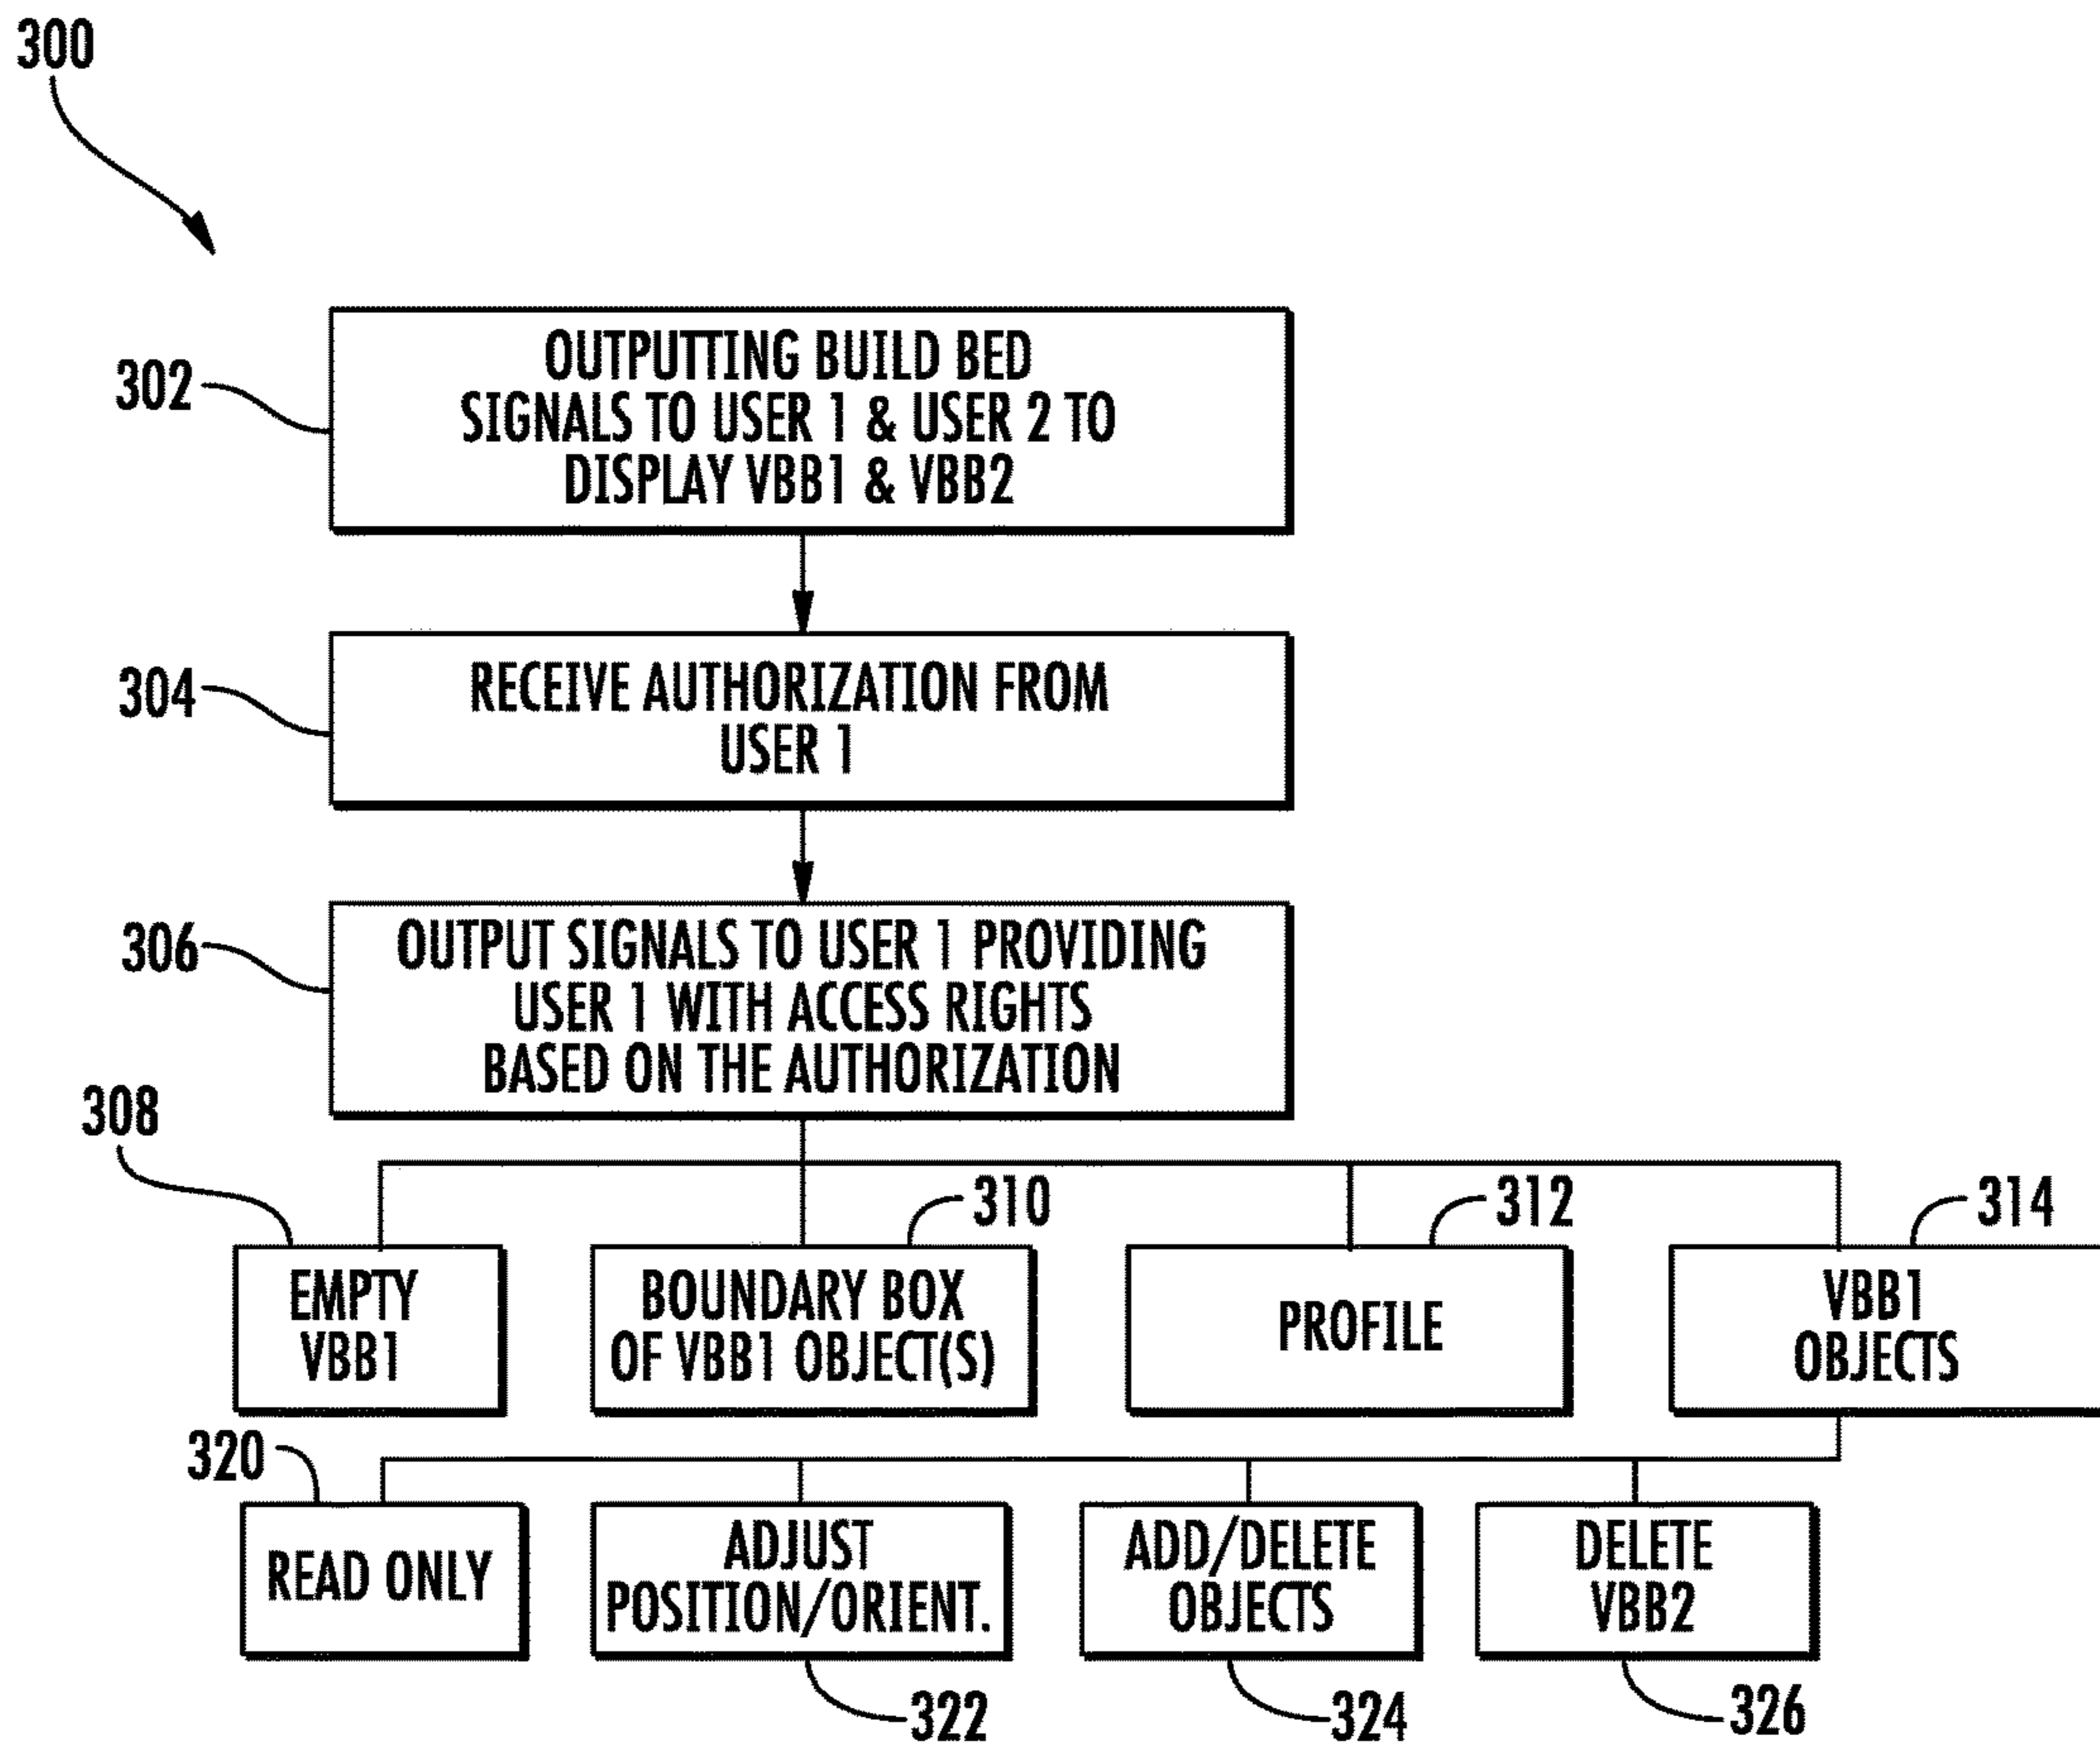 300
302
OUTPUTTING BUILD BED
SIGNALS TO USER 1 & USER 2 TO
DISPLAY VBB1 & VBB2
304
RECEIVE AUTHORIZATION FROM
USER 1
306
OUTPUT SIGNALS TO USER 1 PROVIDING
USER 1 WITH ACCESS RIGHTS
BASED ON THE AUTHORIZATION
308
310
312
314
EMPTY
VBB1
BOUNDARY BOX
OF VBB1 OBJECT(S)
PROFILE
VBB1
OBJECTS
320
READ ONLY
ADJUST
POSITION/ORIENT.
ADD/DELETE
OBJECTS
DELETE
VBB2
322
324
326